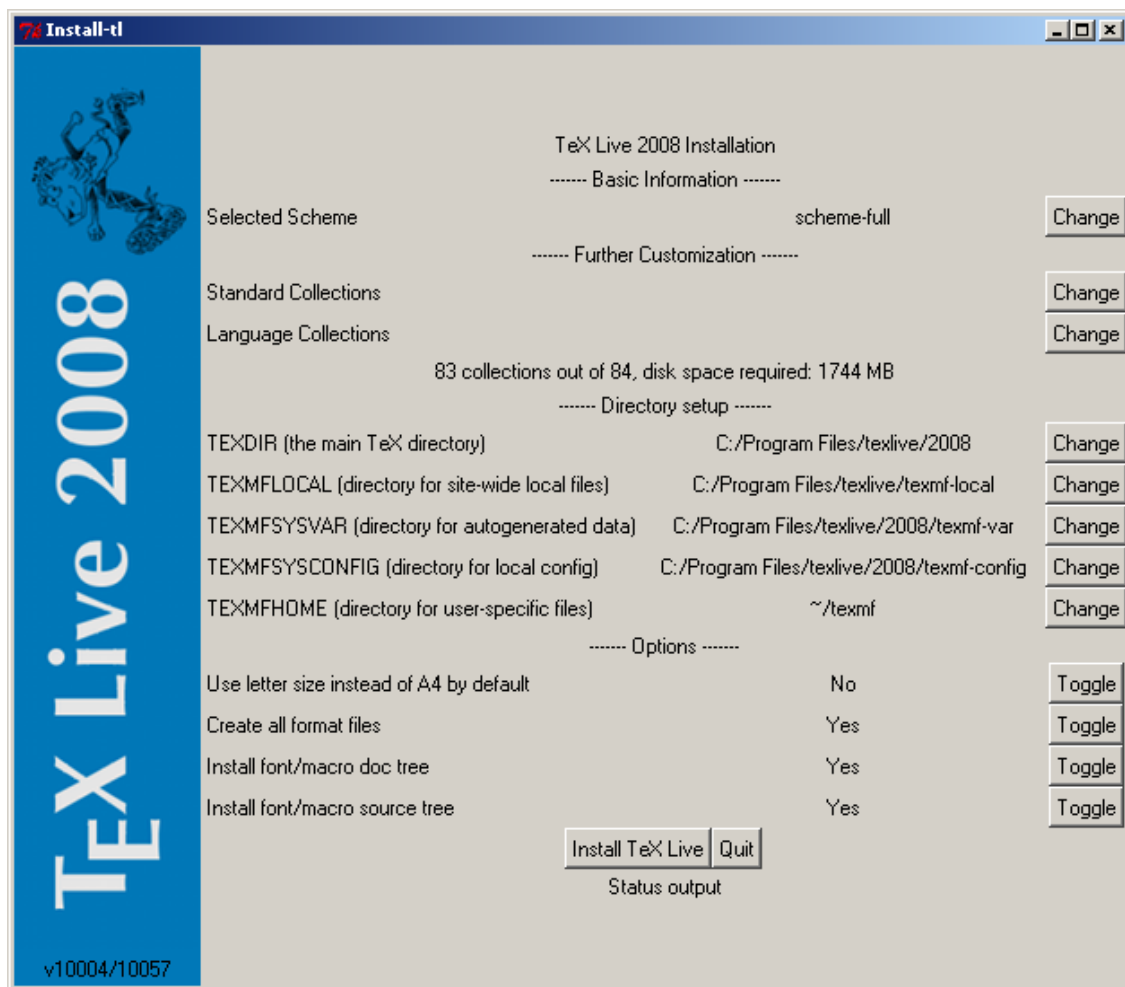 Install-tl
TeX Live 2008 Installation
------- Basic Information -------
Selected Scheme scheme-full Change
------- Further Customization -------
Standard Collections Change
Language Collections Change
83 collections out of 84, disk space required: 1744 MB
------- Directory setup -------
TEXDIR (the main TeX directory) C:/Program Files/texlive/2008 Change
TEXMFLOCAL (directory for site-wide local files) C:/Program Files/texlive/texmf-local Change
TEXMFSYSVAR (directory for autogenerated data) C:/Program Files/texlive/2008/texmf-var Change
TEXMFSYSCONFIG (directory for local config) C:/Program Files/texlive/2008/texmf-config Change
TEXMFHOME (directory for user-specific files) ~/texmf Change
------- Options -------
Use letter size instead of A4 by default No Toggle
Create all format files Yes Toggle
Install font/macro doc tree Yes Toggle
Install font/macro source tree Yes Toggle
Install TeX Live Quit
Status output
TEX Live 2008
v10004/10057